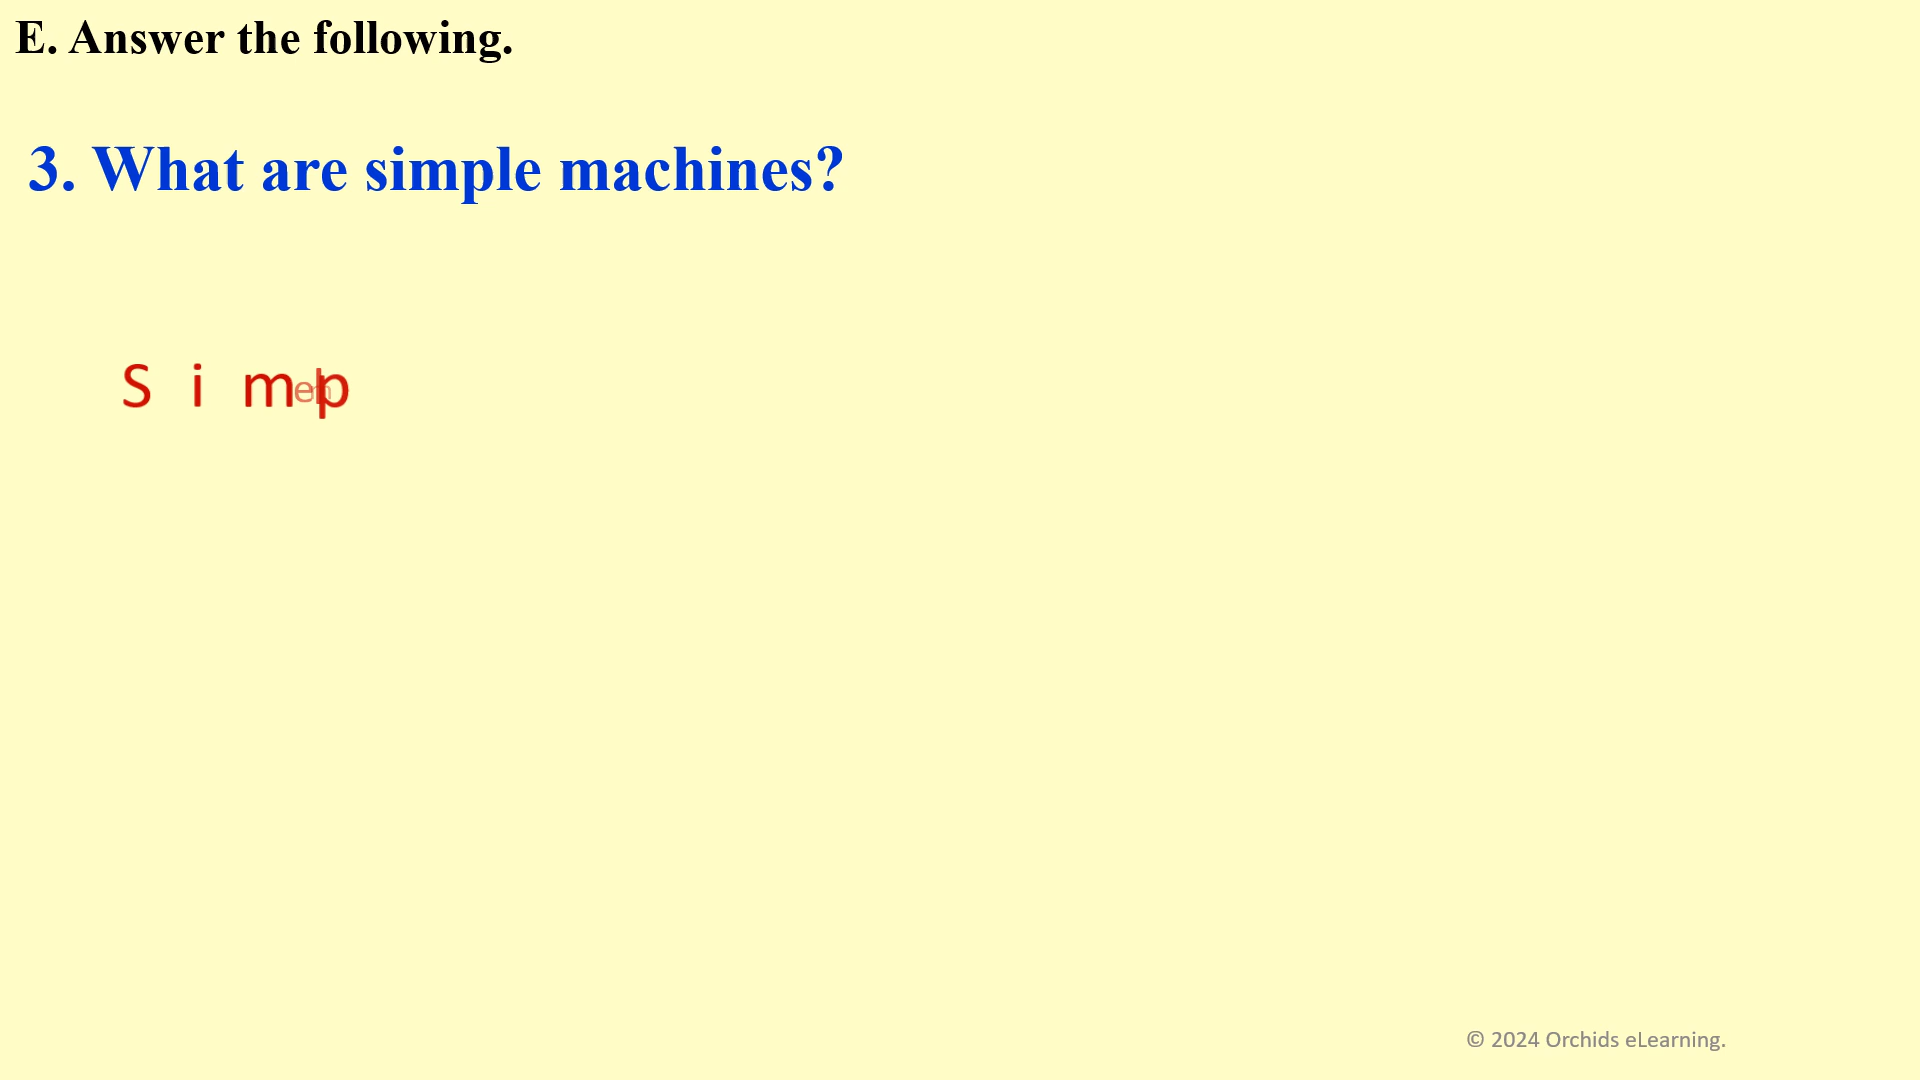 E. Answer the following.
3. What are simple machines?
S i m p
© 2024 Orchids eLearning.